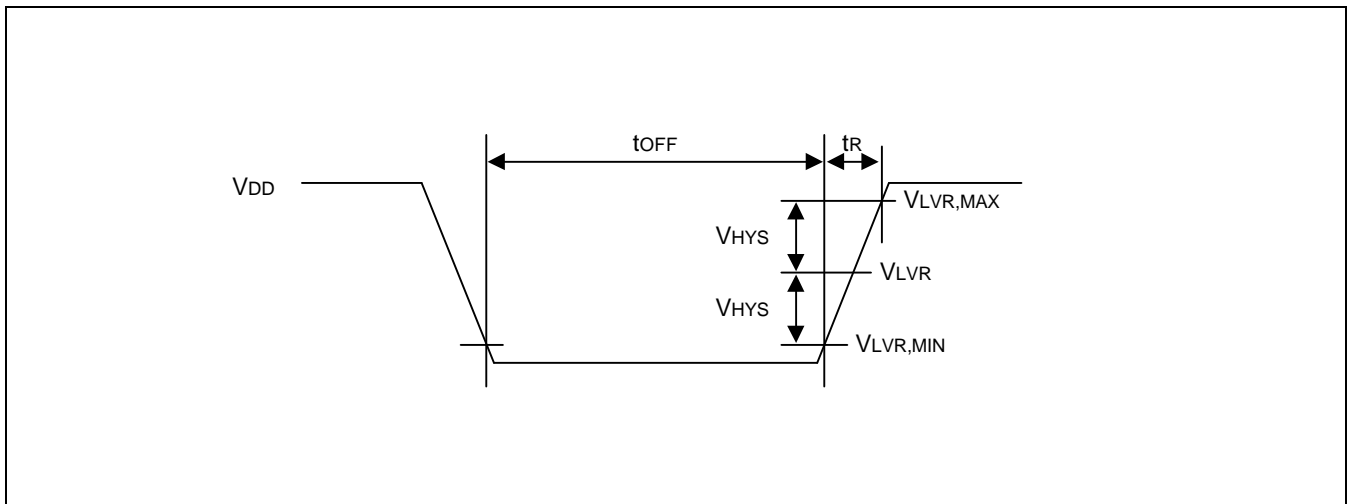 tOFF
tR
VDD
VLVR,MAX
VHYS
VLVR
VHYS
VLVR,MIN